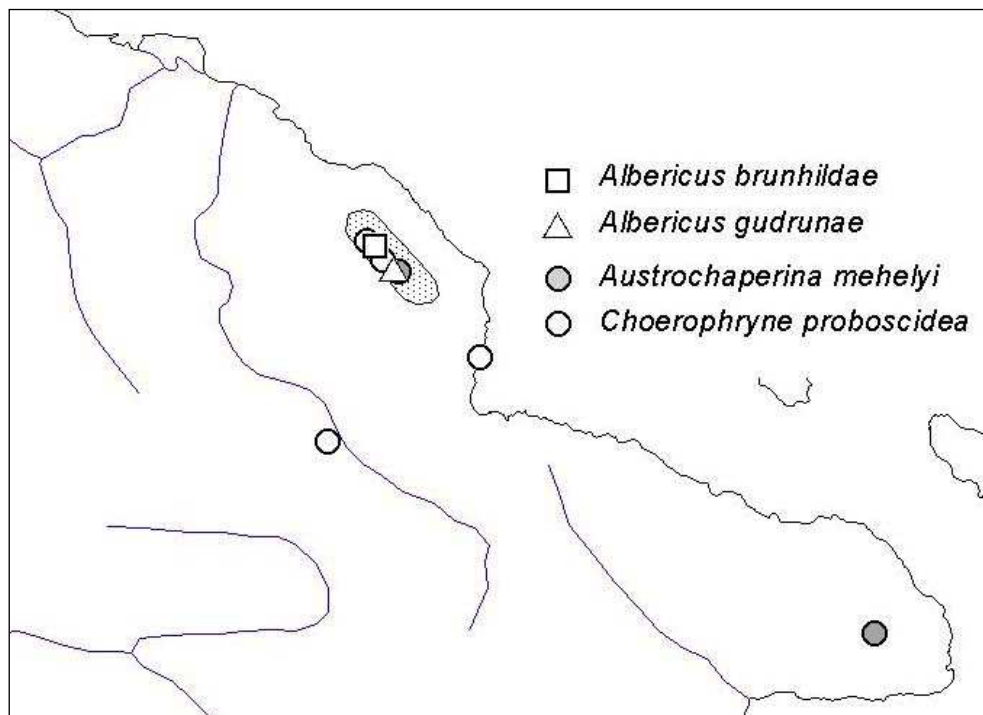 Albericus brunhildae
Albericus gudrunae
Austrochaperina mehelyi
Choerophryne proboscidea